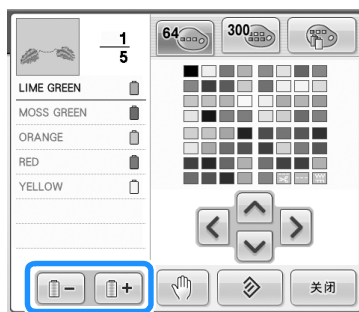 1
5
64
300
LIME GREEN
MOSS GREEN
ORANGE
RED
YELLOW
− + 关闭